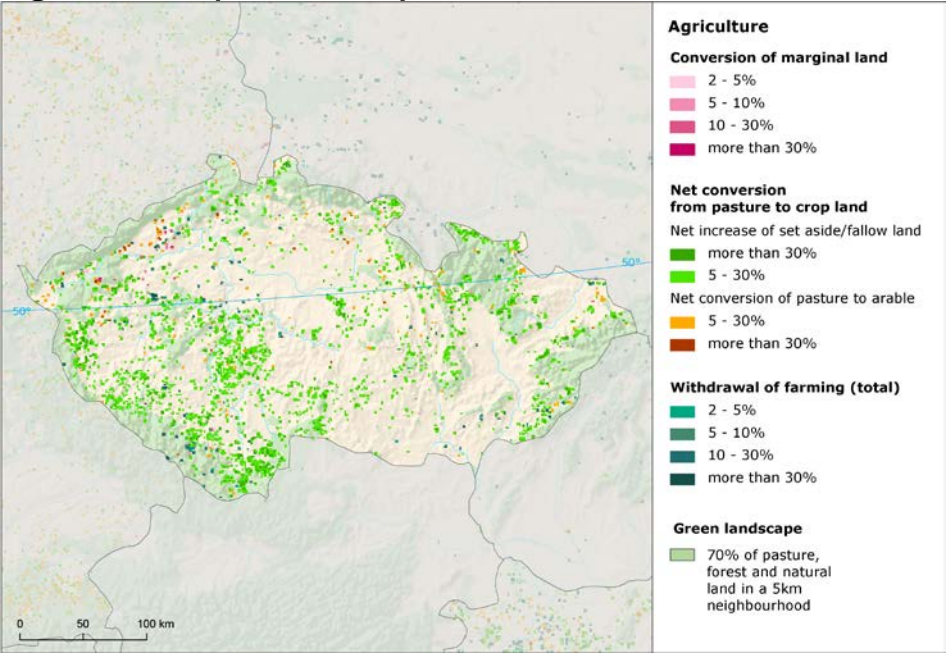 50°
50°
0 50 100 km
Agriculture
Conversion of marginal land
2 - 5%
5 - 10%
10 - 30%
more than 30%
Net conversion
from pasture to crop land
Net increase of set aside/fallow land
more than 30%
5 - 30%
Net conversion of pasture to arable
5 - 30%
more than 30%
Withdrawal of farming (total)
2 - 5%
5 - 10%
10 - 30%
more than 30%
Green landscape
70% of pasture,
forest and natural
land in a 5km
neighbourhood